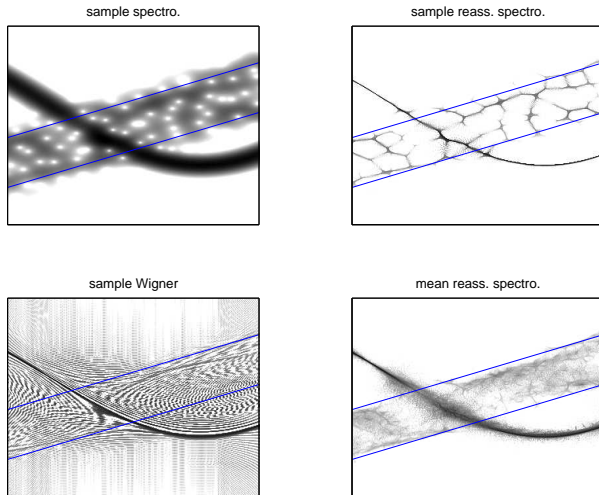 sample spectro.
sample reass. spectro.
sample Wigner
mean reass. spectro.